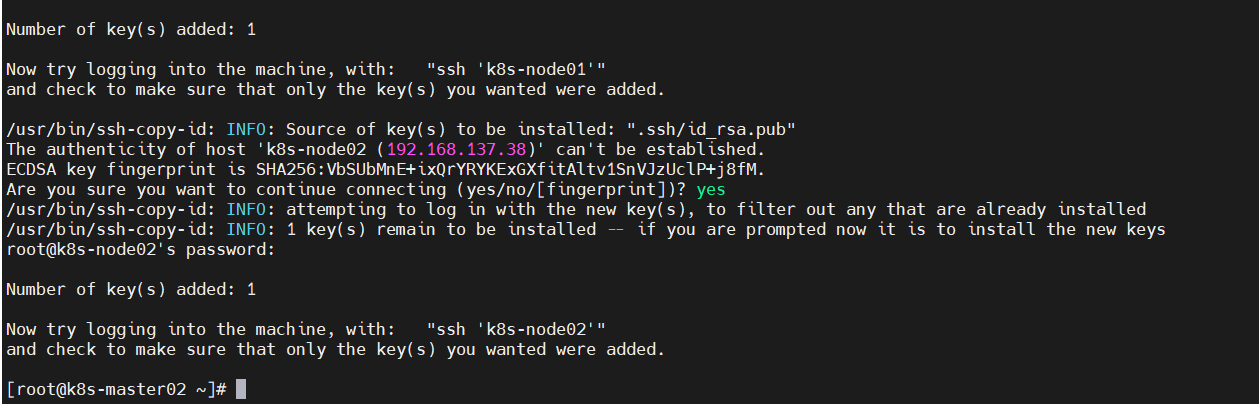 Number of key(s) added: 1
Now try logging into the machine, with:   "ssh 'k8s-node01'"
and check to make sure that only the key(s) you wanted were added.
/usr/bin/ssh-copy-id: INFO: Source of key(s) to be installed: ".ssh/id_rsa.pub"
The authenticity of host 'k8s-node02 (192.168.137.38)' can't be established.
ECDSA key fingerprint is SHA256:VbSUbMnE+ixQrYRYKExGXfitAltv1SnVJzUclP+j8fM.
Are you sure you want to continue connecting (yes/no/[fingerprint])? yes
/usr/bin/ssh-copy-id: INFO: attempting to log in with the new key(s), to filter out any that are already installed
/usr/bin/ssh-copy-id: INFO: 1 key(s) remain to be installed -- if you are prompted now it is to install the new keys
root@k8s-node02's password:
Number of key(s) added: 1
Now try logging into the machine, with:   "ssh 'k8s-node02'"
and check to make sure that only the key(s) you wanted were added.
[root@k8s-master02 ~]#